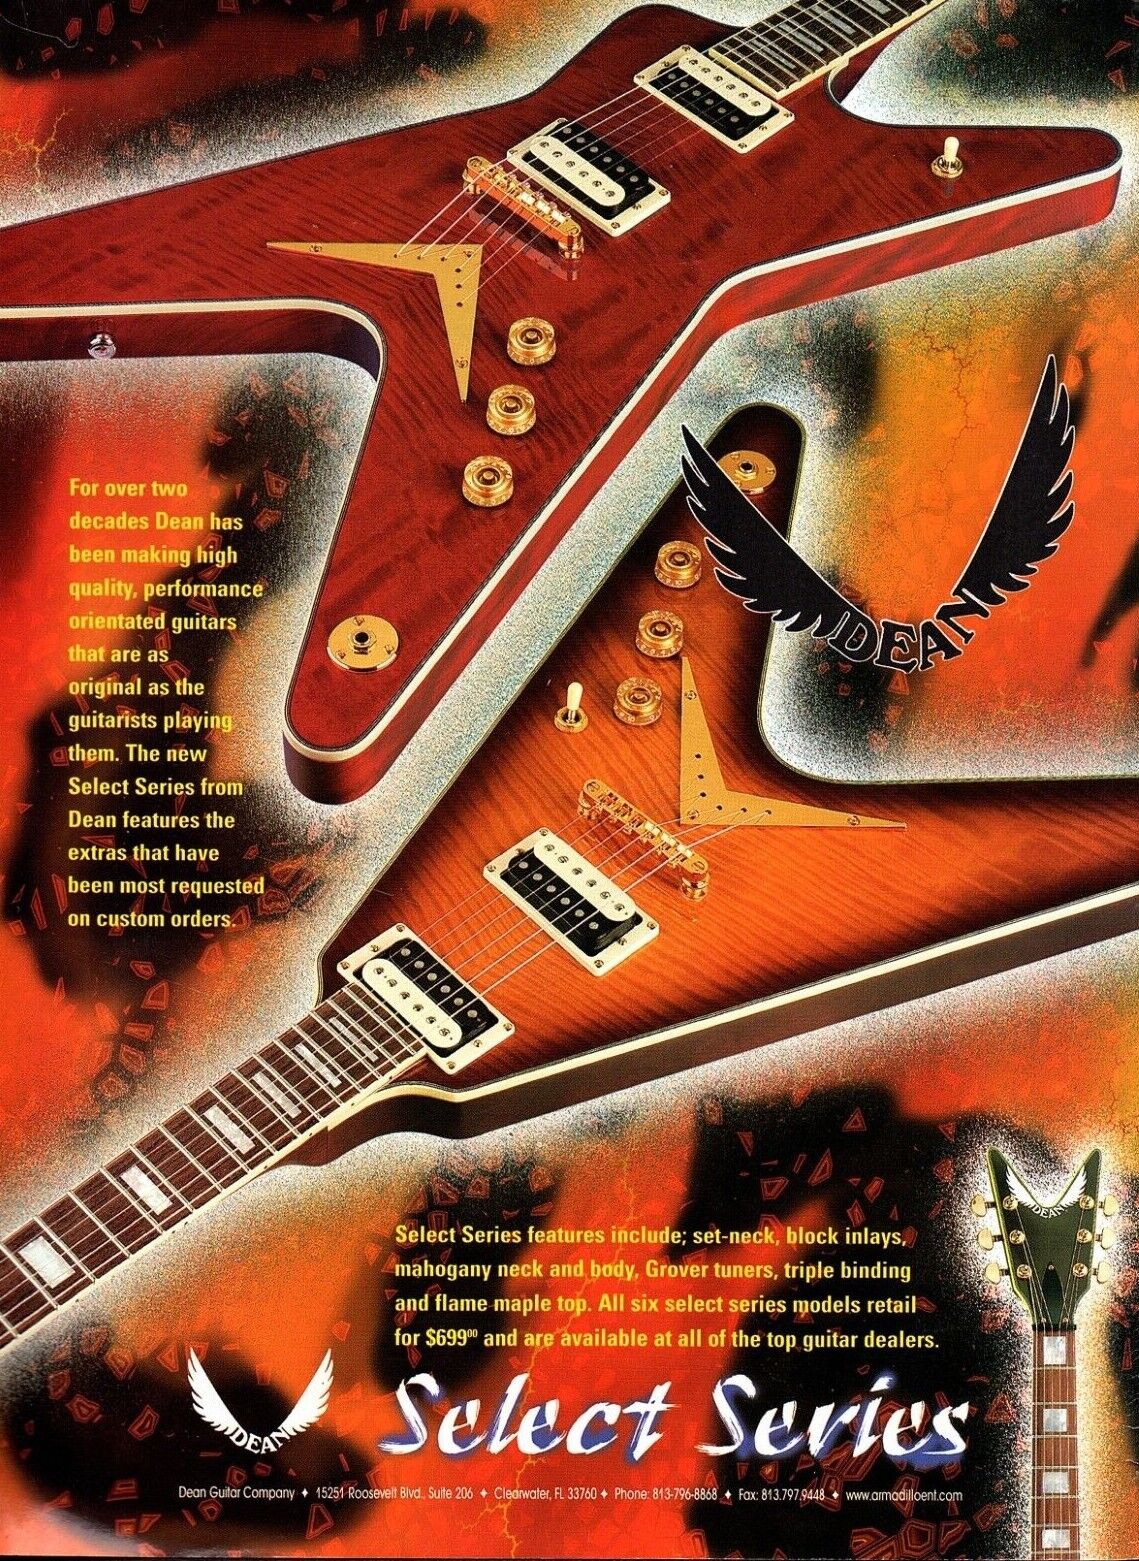 For over two
decades Dean has
been making high
quality, performance
orientated guitars
that are as
original as the
guitarists playing
them. The new
Select Series from
Dean features the
extras that have
been most requested
on custom orders.
DEAN
DEAN
Select Series features include; set-neck, block inlays,
mahogany neck and body, Grover tuners, triple binding
and flame maple top. All six select series models retail
for $699⁰⁰ and are available at all of the top guitar dealers.
DEAN
Select Series
Dean Guitar Company ♦ 15251 Roosevelt Blvd., Suite 206 ♦ Clearwater, FL 33760 ♦ Phone: 813-796-8868 ♦ Fax: 813.797.9448 ♦ www.armadilloent.com